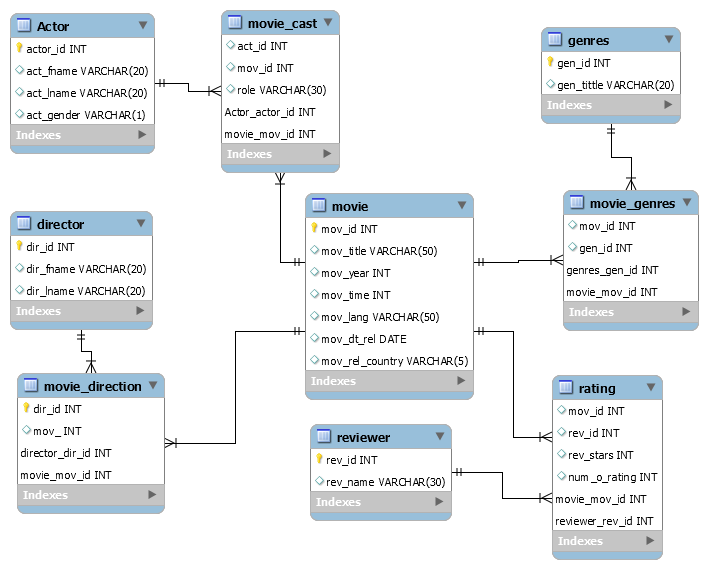 Actor
actor_id INT
act_fname VARCHAR(20)
act_lname VARCHAR(20)
act_gender VARCHAR(1)
Indexes
movie_cast
act_id INT
mov_id INT
role VARCHAR(30)
Actor_actor_id INT
movie_mov_id INT
Indexes
genres
gen_id INT
gen_tittle VARCHAR(20)
Indexes
director
dir_id INT
dir_fname VARCHAR(20)
dir_lname VARCHAR(20)
Indexes
movie
mov_id INT
mov_title VARCHAR(50)
mov_year INT
mov_time INT
mov_lang VARCHAR(50)
mov_dt_rel DATE
mov_rel_country VARCHAR(5)
Indexes
movie_genres
mov_id INT
gen_id INT
genres_gen_id INT
movie_mov_id INT
Indexes
movie_direction
dir_id INT
mov_ INT
director_dir_id INT
movie_mov_id INT
Indexes
reviewer
rev_id INT
rev_name VARCHAR(30)
Indexes
rating
mov_id INT
rev_id INT
rev_stars INT
num_o_rating INT
movie_mov_id INT
reviewer_rev_id INT
Indexes